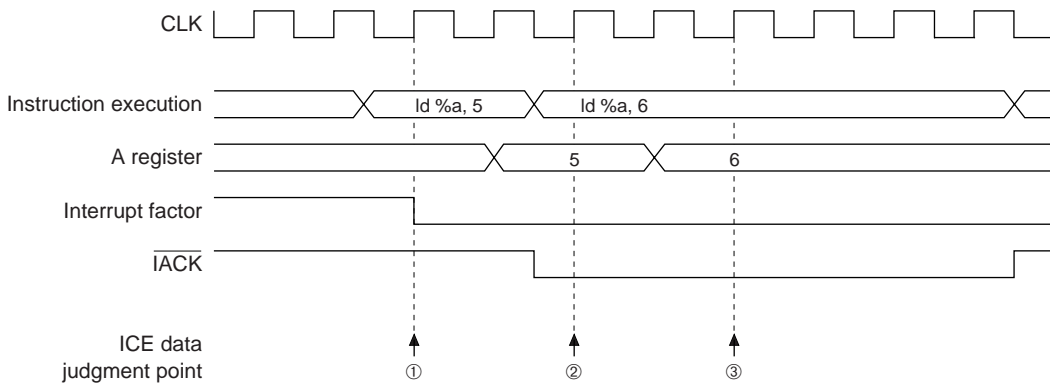 CLK
Instruction execution
ld %a, 5
ld %a, 6
A register
5
6
Interrupt factor
IACK
ICE data
judgment point
①
②
③